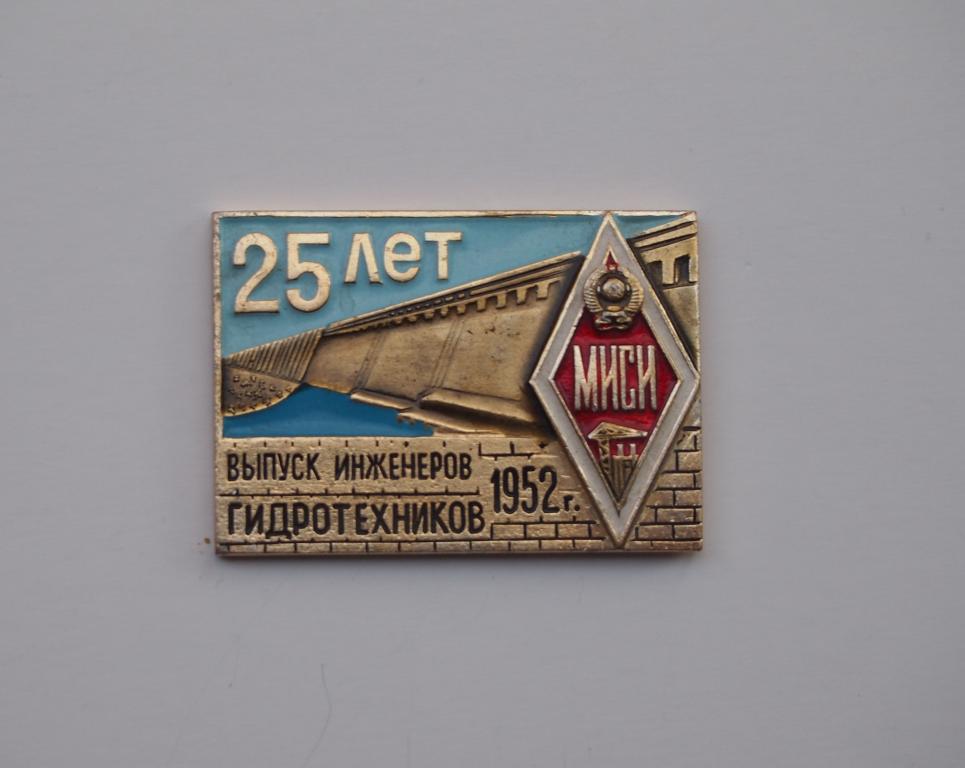 25 лет
МИСИ
ВЫПУСК ИНЖЕНЕРОВ
ГИДРОТЕХНИКОВ
1952 г.